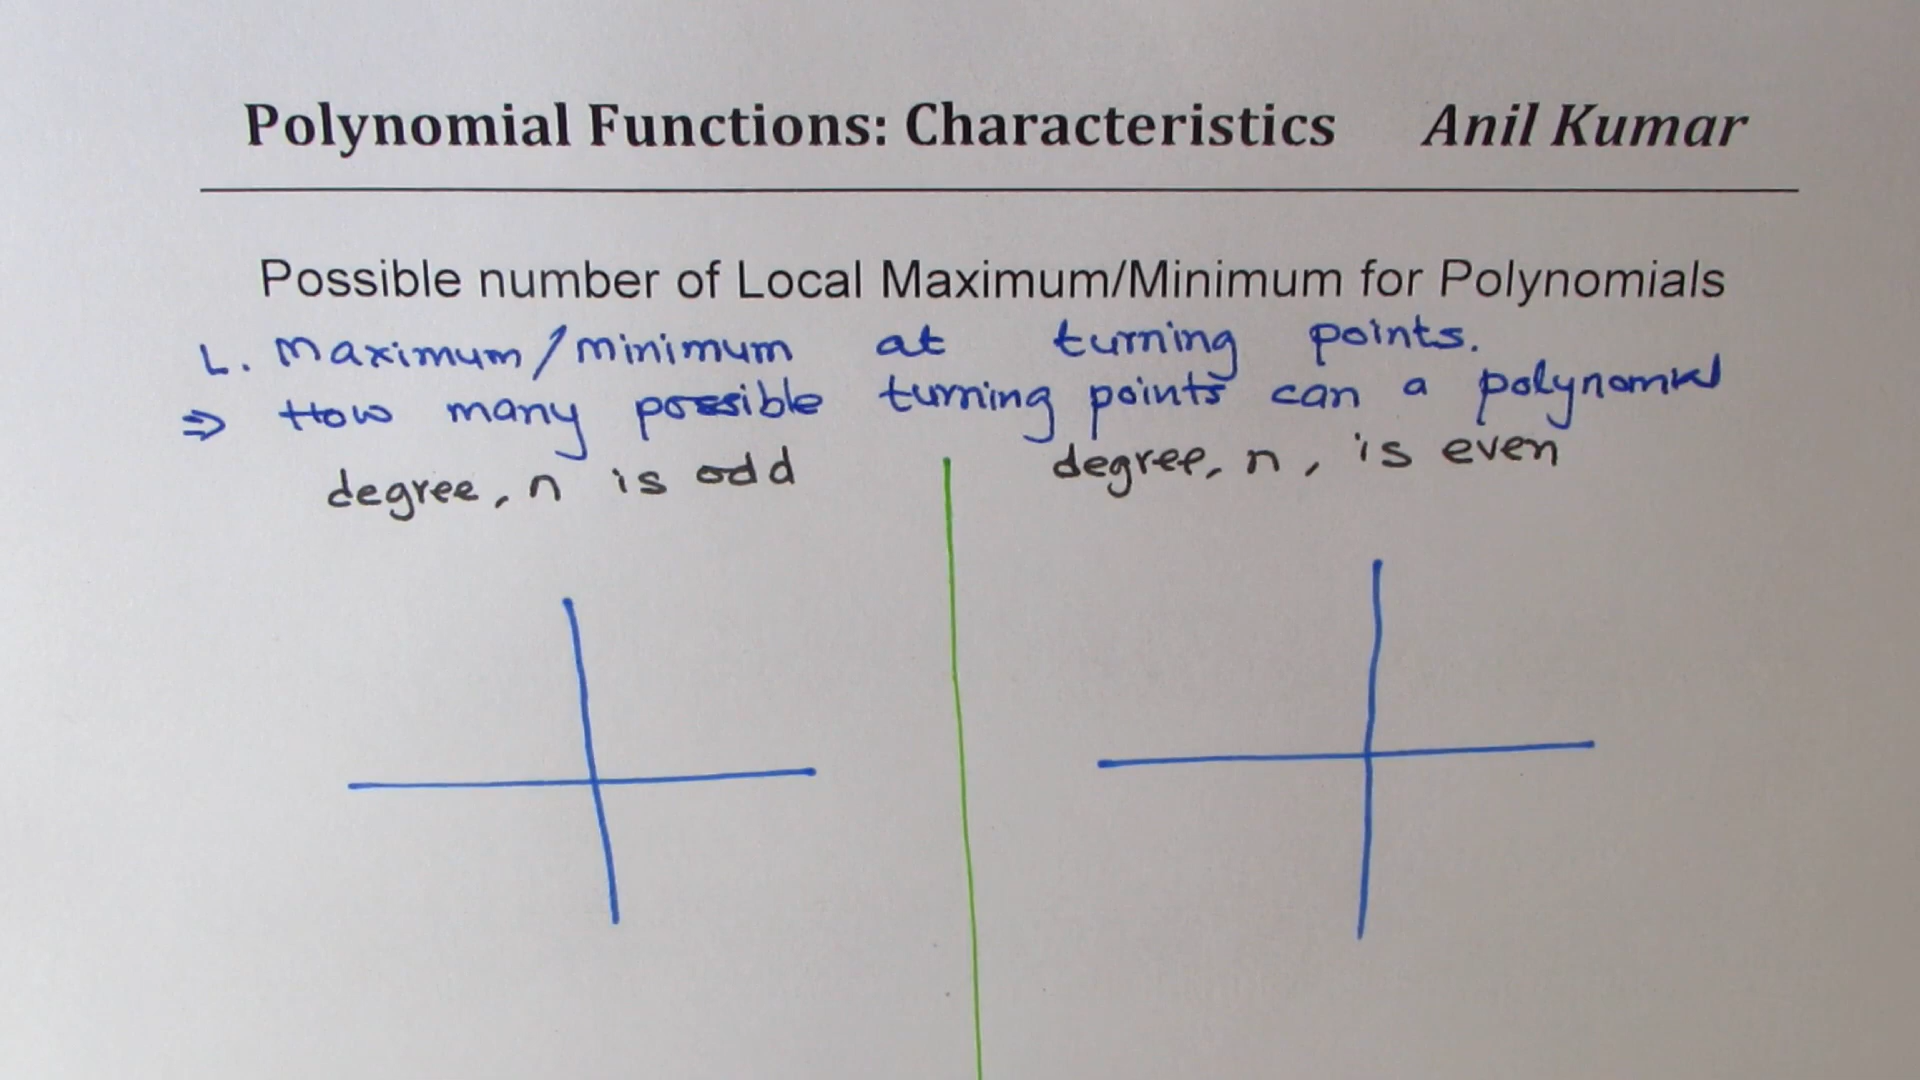 Polynomial Functions: Characteristics Anil Kumar
Possible number of Local Maximum/Minimum for Polynomials
L. Maximum/minimum at turning points.
⇒ How many possible turning points can a polynomial
degree, n is odd
degree, n, is even